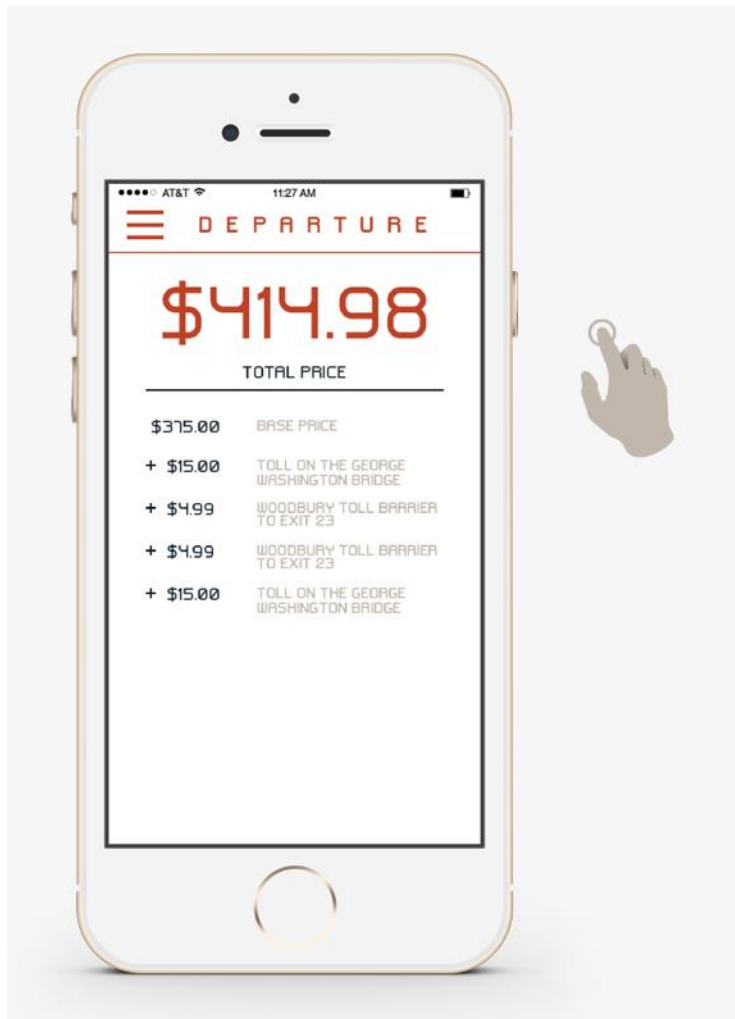 AT&T 11:27 AM
DEPARTURE
$414.98
TOTAL PRICE
$375.00 BASE PRICE
+ $15.00 TOLL ON THE GEORGE
WASHINGTON BRIDGE
+ $4.99 WOODBURY TOLL BARRIER
TO EXIT 23
+ $4.99 WOODBURY TOLL BARRIER
TO EXIT 23
+ $15.00 TOLL ON THE GEORGE
WASHINGTON BRIDGE